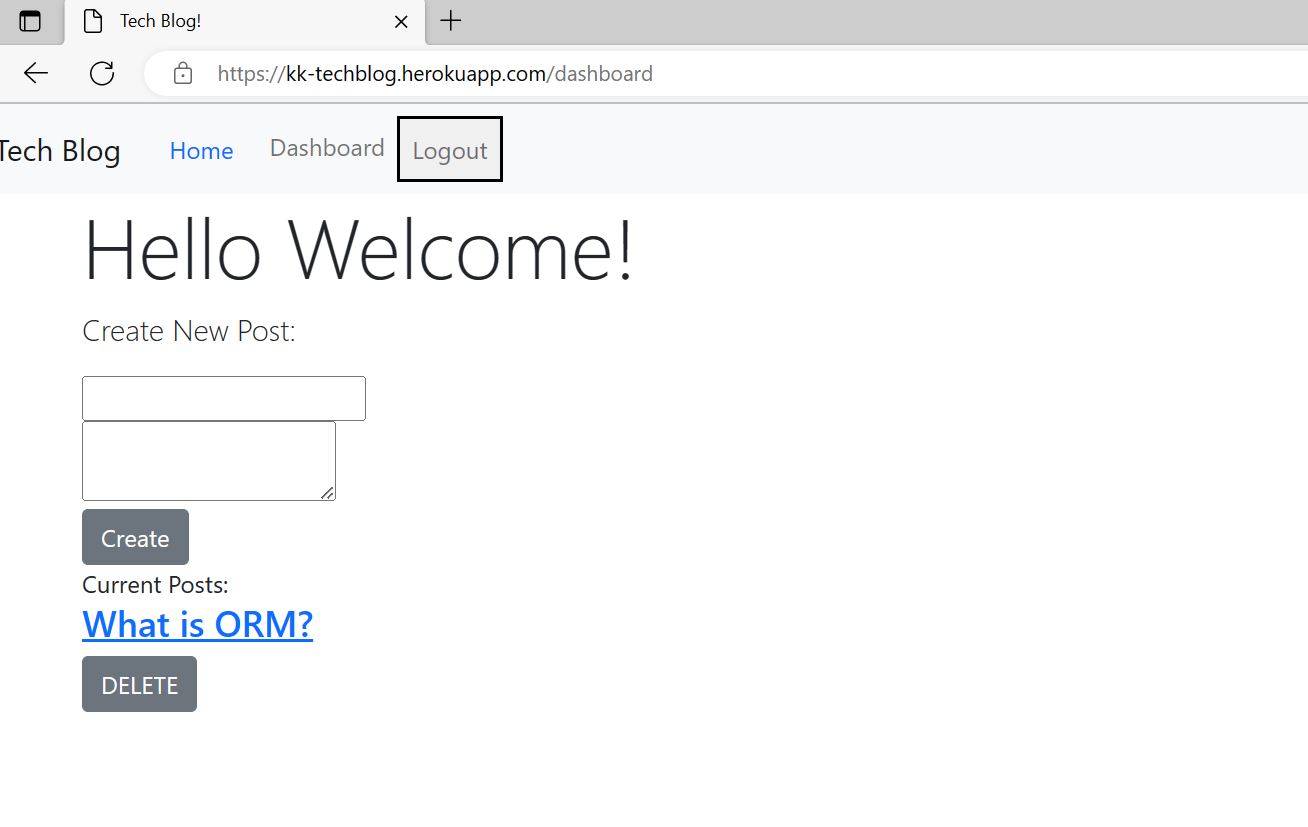 Tech Blog!
https://kk-techblog.herokuapp.com/dashboard
Tech Blog Home Dashboard Logout
Hello Welcome!
Create New Post:
Create
Current Posts:
What is ORM?
DELETE